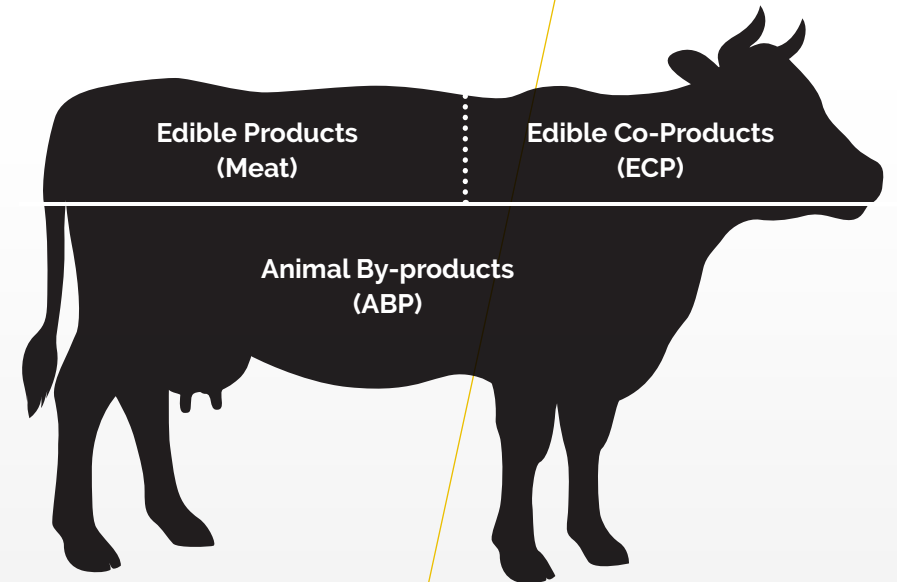 Edible Products
(Meat)
Edible Co-Products
(ECP)
Animal By-products
(ABP)